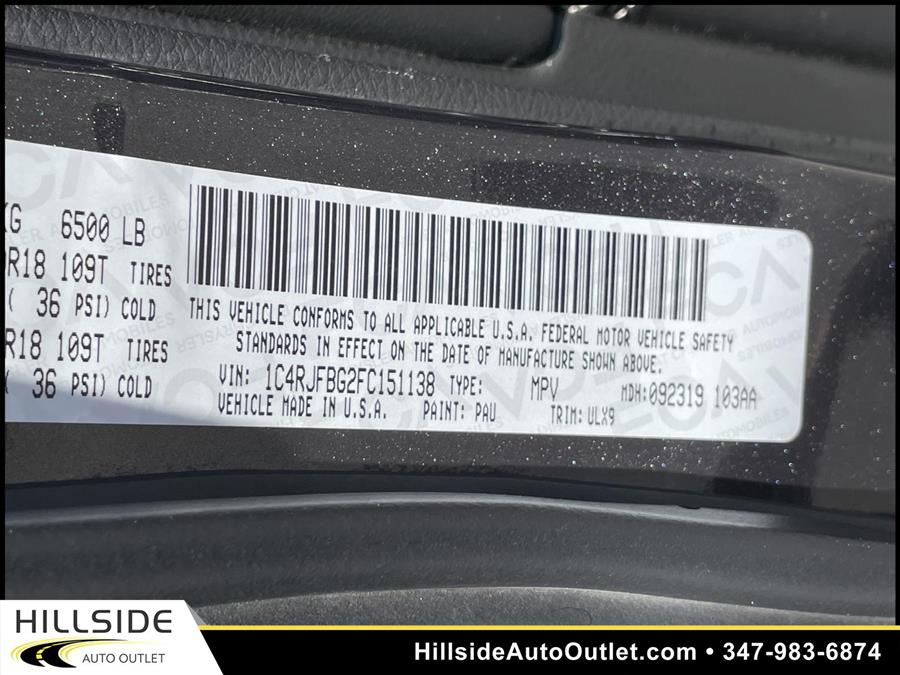 KG 6500 LB
R18 109T TIRES
( 36 PSI) COLD
R18 109T TIRES
( 36 PSI) COLD
THIS VEHICLE CONFORMS TO ALL APPLICABLE U.S.A. FEDERAL MOTOR VEHICLE SAFETY
STANDARDS IN EFFECT ON THE DATE OF MANUFACTURE SHOWN ABOVE.
VIN: 1C4RJFBG2FC151138 TYPE: MPV MDH:092319 103AA
VEHICLE MADE IN U.S.A. PAINT: PAU TRIM: ULX9
HILLSIDE
AUTO OUTLET
HillsideAutoOutlet.com • 347-983-6874